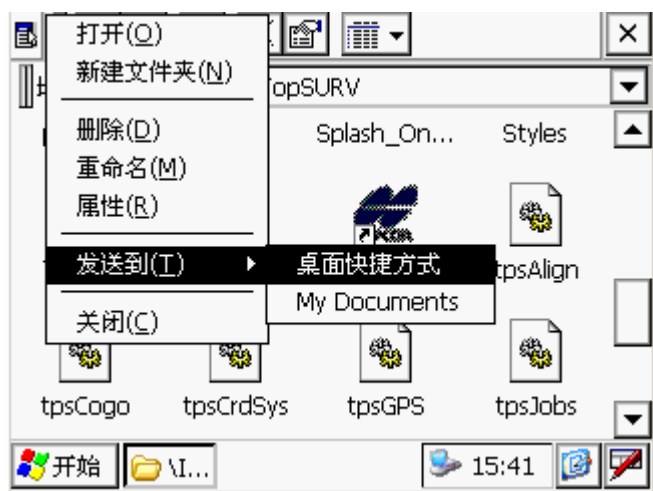 打开(O)
新建文件夹(N)
opSURV
删除(D)
Splash_On...
Styles
重命名(M)
属性(R)
发送到(T)
桌面快捷方式
tpsAlign
My Documents
关闭(C)
tpsCogo
tpsCrdSys
tpsGPS
tpsJobs
开始
\I...
15:41